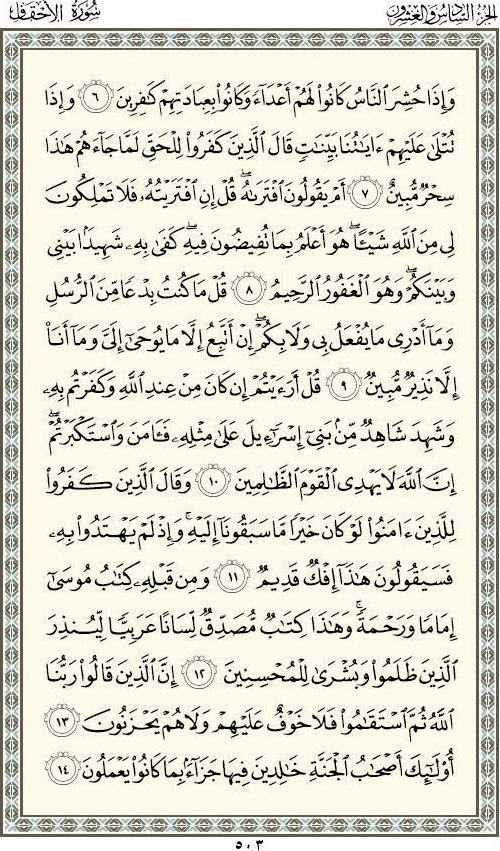 الجزء السادس والعشرون
سورة الأحقاف
وَإِذَا حُشِرَ ٱلنَّاسُ كَانُوا۟ لَهُمْ أَعْدَآءً وَكَانُوا۟ بِعِبَادَتِهِمْ كَٰفِرِينَ ٦ وَإِذَا
تُتْلَىٰ عَلَيْهِمْ ءَايَٰتُنَا بَيِّنَٰتٍ قَالَ ٱلَّذِينَ كَفَرُوا۟ لِلْحَقِّ لَمَّا جَآءَهُمْ هَٰذَا
سِحْرٌ مُّبِينٌ ٧ أَمْ يَقُولُونَ ٱفْتَرَىٰهُ ۖ قُلْ إِنِ ٱفْتَرَيْتُهُۥ فَلَا تَمْلِكُونَ
لِى مِنَ ٱللَّهِ شَيْـًٔا ۖ هُوَ أَعْلَمُ بِمَا تُفِيضُونَ فِيهِ ۖ كَفَىٰ بِهِۦ شَهِيدًۢا بَيْنِى
وَبَيْنَكُمْ ۖ وَهُوَ ٱلْغَفُورُ ٱلرَّحِيمُ ٨ قُلْ مَا كُنتُ بِدْعًا مِّنَ ٱلرُّسُلِ
وَمَآ أَدْرِى مَا يُفْعَلُ بِى وَلَا بِكُمْ ۖ إِنْ أَتَّبِعُ إِلَّا مَا يُوحَىٰٓ إِلَىَّ وَمَآ أَنَا۠
إِلَّا نَذِيرٌ مُّبِينٌ ٩ قُلْ أَرَءَيْتُمْ إِن كَانَ مِنْ عِندِ ٱللَّهِ وَكَفَرْتُم بِهِۦ
وَشَهِدَ شَاهِدٌ مِّنۢ بَنِىٓ إِسْرَٰٓءِيلَ عَلَىٰ مِثْلِهِۦ فَـَٔامَنَ وَٱسْتَكْبَرْتُمْ ۖ
إِنَّ ٱللَّهَ لَا يَهْدِى ٱلْقَوْمَ ٱلظَّٰلِمِينَ ١٠ وَقَالَ ٱلَّذِينَ كَفَرُوا۟
لِلَّذِينَ ءَامَنُوا۟ لَوْ كَانَ خَيْرًا مَّا سَبَقُونَآ إِلَيْهِ ۚ وَإِذْ لَمْ يَهْتَدُوا۟ بِهِۦ
فَسَيَقُولُونَ هَٰذَآ إِفْكٌ قَدِيمٌ ١١ وَمِن قَبْلِهِۦ كِتَٰبُ مُوسَىٰٓ
إِمَامًا وَرَحْمَةً ۚ وَهَٰذَا كِتَٰبٌ مُّصَدِّقٌ لِّسَانًا عَرَبِيًّا لِّيُنذِرَ
ٱلَّذِينَ ظَلَمُوا۟ وَبُشْرَىٰ لِلْمُحْسِنِينَ ١٢ إِنَّ ٱلَّذِينَ قَالُوا۟ رَبُّنَا
ٱللَّهُ ثُمَّ ٱسْتَقَٰمُوا۟ فَلَا خَوْفٌ عَلَيْهِمْ وَلَا هُمْ يَحْزَنُونَ ١٣
أُو۟لَٰٓئِكَ أَصْحَٰبُ ٱلْجَنَّةِ خَٰلِدِينَ فِيهَا جَزَآءًۢ بِمَا كَانُوا۟ يَعْمَلُونَ ١٤
٥٠٣